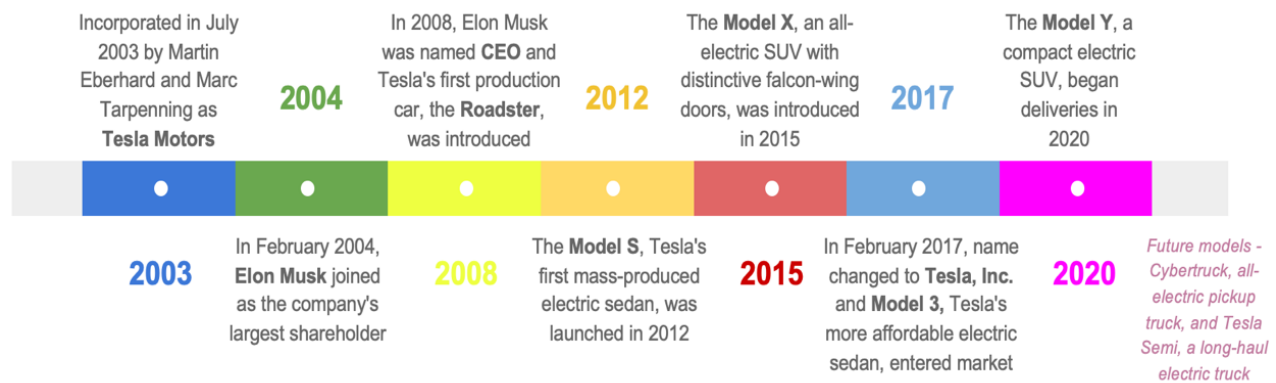 Incorporated in July
2003 by Martin
Eberhard and Marc
Tarpenning as
Tesla Motors
2003
2004
In February 2004,
Elon Musk joined
as the company's
largest shareholder
In 2008, Elon Musk
was named CEO and
Tesla's first production
car, the Roadster,
was introduced
2008
2012
The Model S, Tesla's
first mass-produced
electric sedan, was
launched in 2012
The Model X, an all-
electric SUV with
distinctive falcon-wing
doors, was introduced
in 2015
2015
2017
In February 2017, name
changed to Tesla, Inc.
and Model 3, Tesla's
more affordable electric
sedan, entered market
The Model Y, a
compact electric
SUV, began
deliveries in
2020
2020
Future models -
Cybertruck, all-
electric pickup
truck, and Tesla
Semi, a long-haul
electric truck